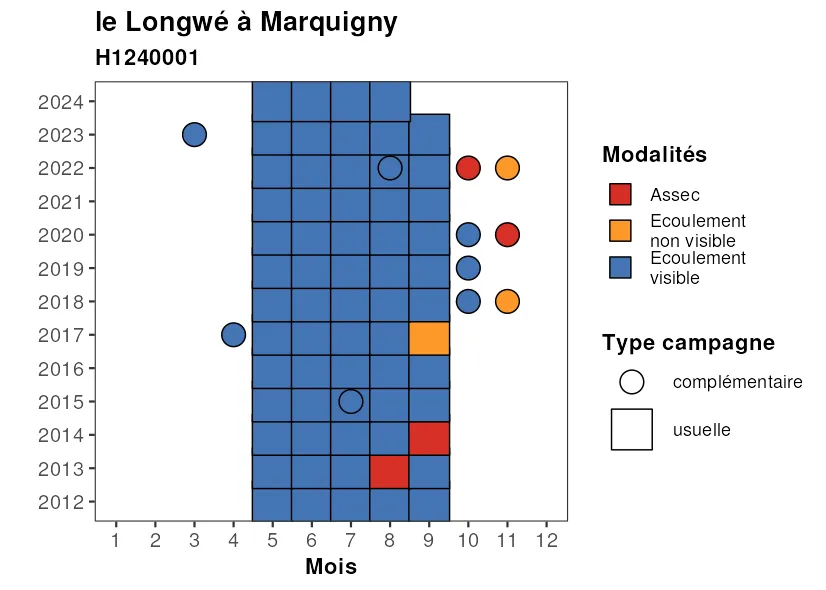 le Longwé à Marquigny
H1240001
2024
2023
2022
2021
2020
2019
2018
2017
2016
2015
2014
2013
2012
1 2 3 4 5 6 7 8 9 10 11 12
Mois
Modalités
Assec
Ecoulement
non visible
Ecoulement
visible
Type campagne
complémentaire
usuelle